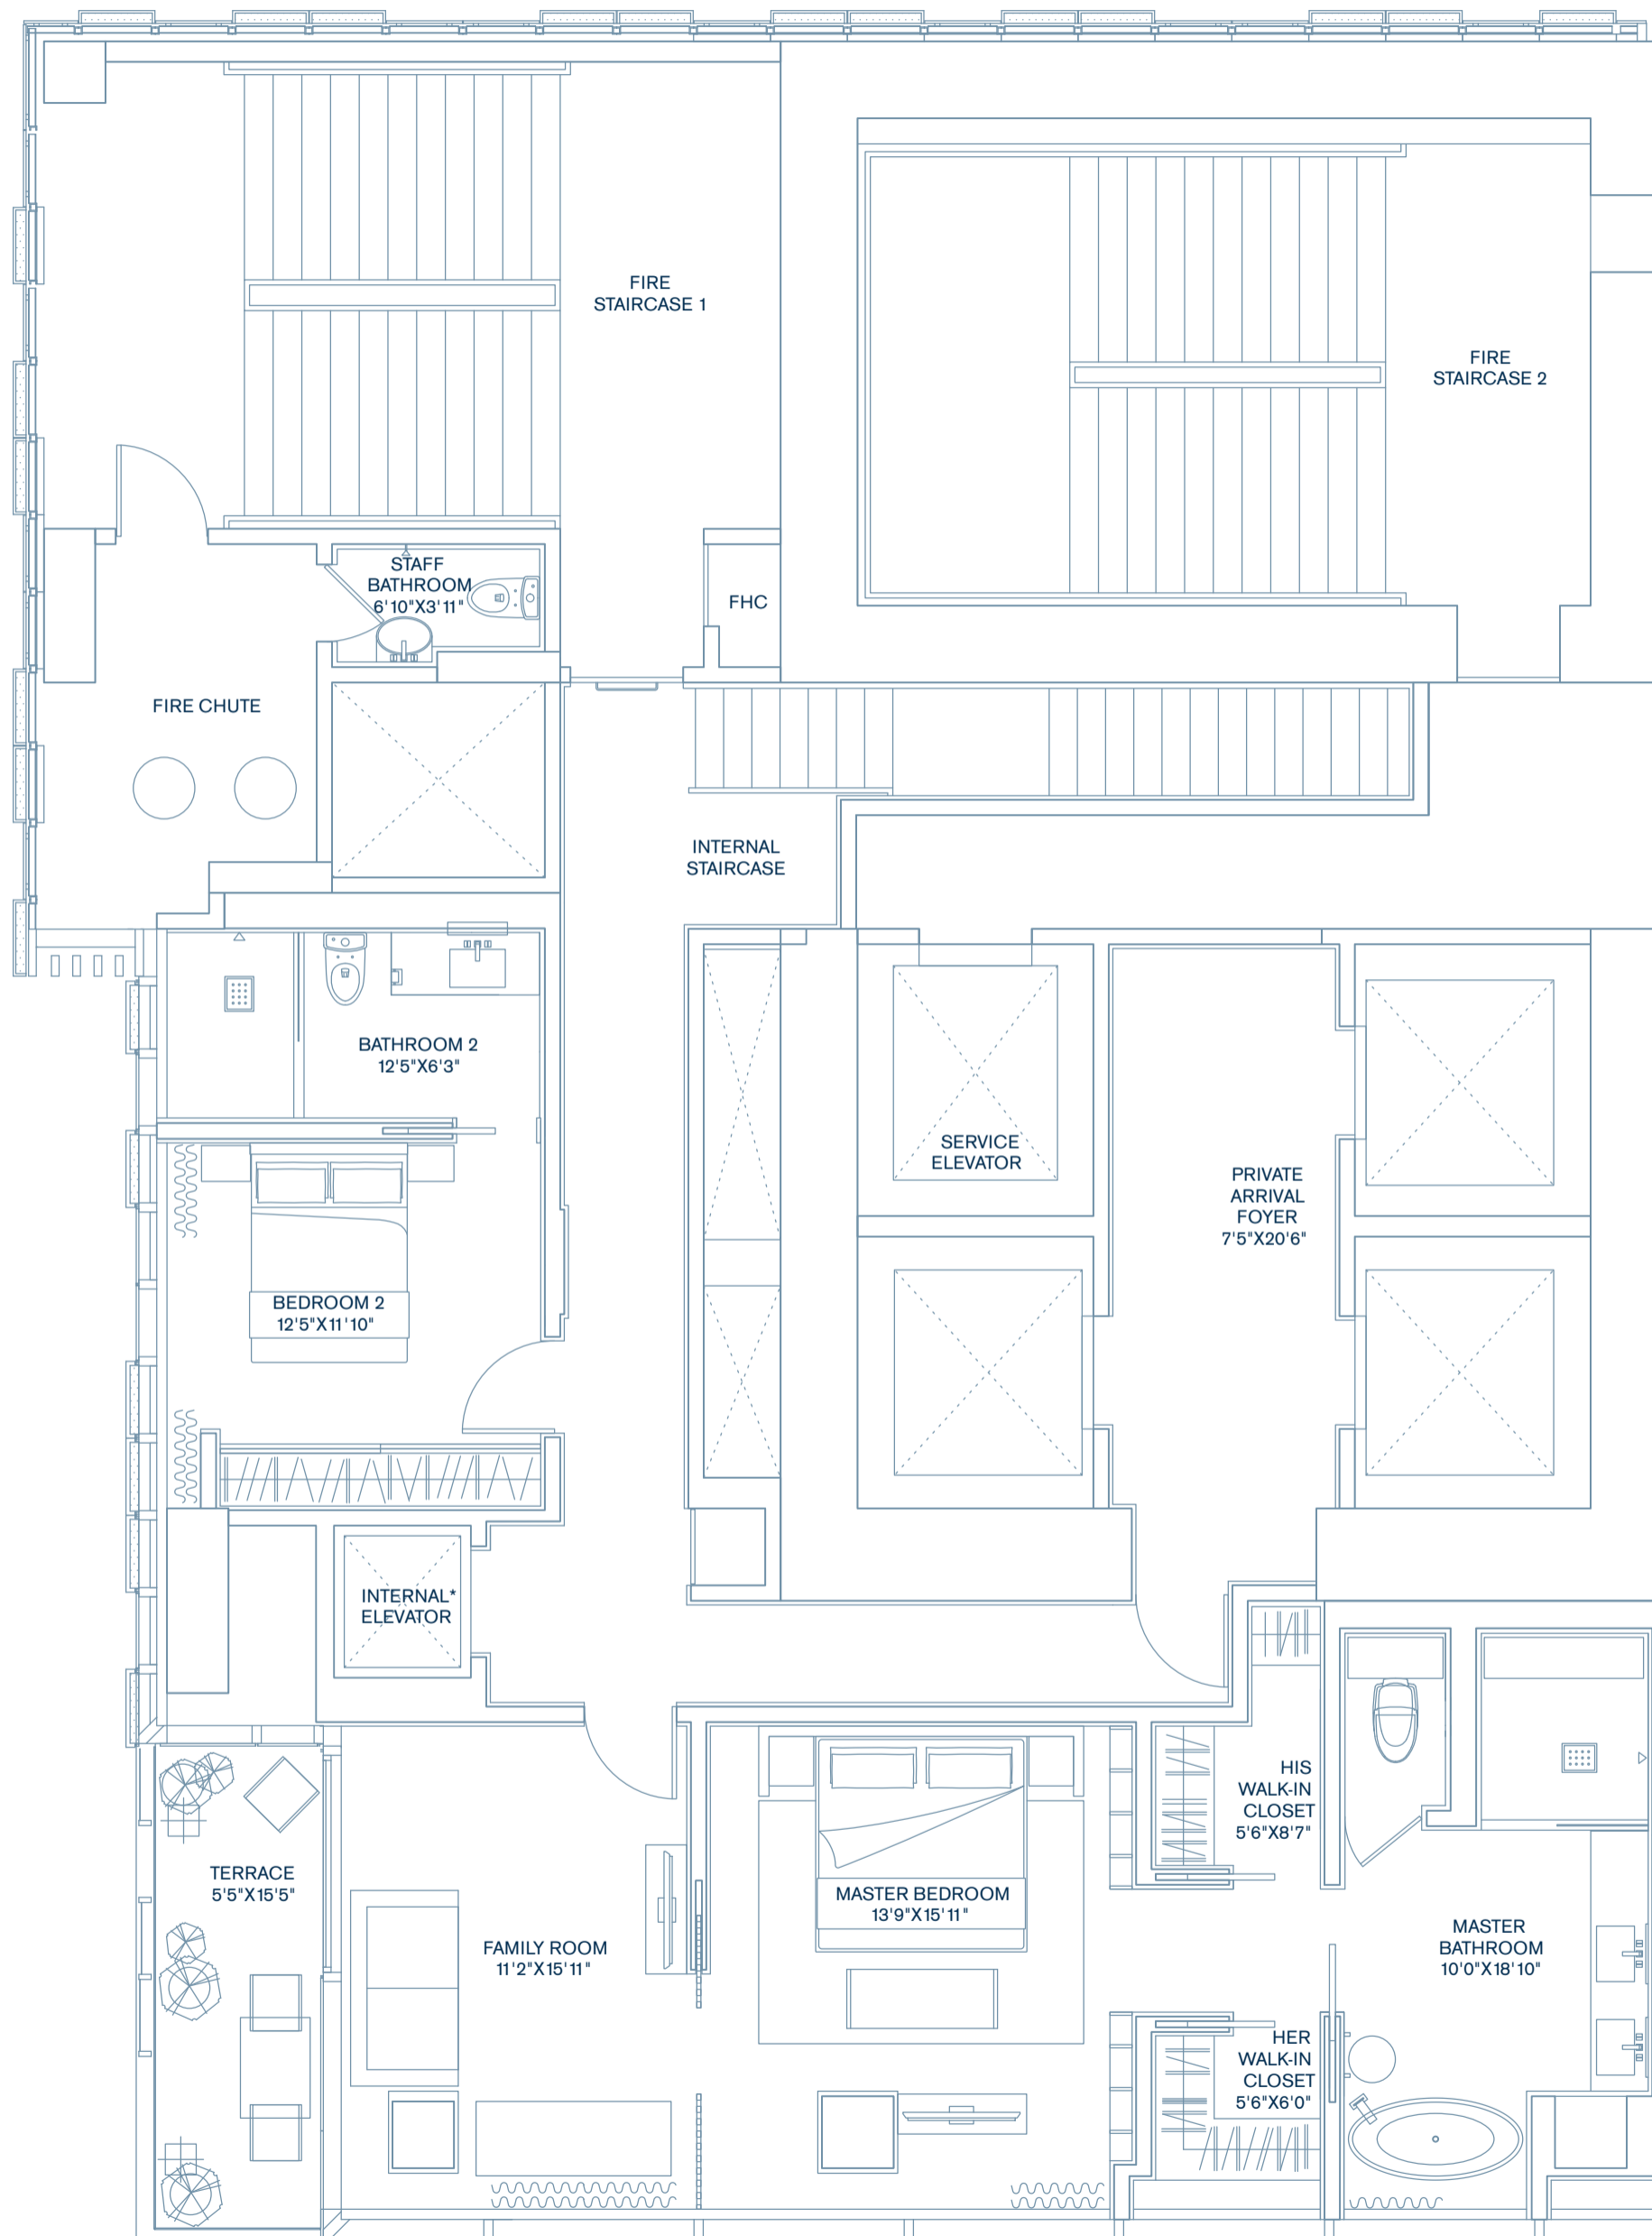 FIRE
STAIRCASE 1
FIRE
STAIRCASE 2
STAFF
BATHROOM
6'10"X3'11"
FHC
FIRE CHUTE
INTERNAL
STAIRCASE
BATHROOM 2
12'5"X6'3"
SERVICE
ELEVATOR
PRIVATE
ARRIVAL
FOYER
7'5"X20'6"
BEDROOM 2
12'5"X11'10"
INTERNAL*
ELEVATOR
HIS
WALK-IN
CLOSET
5'6"X8'7"
TERRACE
5'5"X15'5"
MASTER BEDROOM
13'9"X15'11"
FAMILY ROOM
11'2"X15'11"
MASTER
BATHROOM
10'0"X18'10"
HER
WALK-IN
CLOSET
5'6"X6'0"